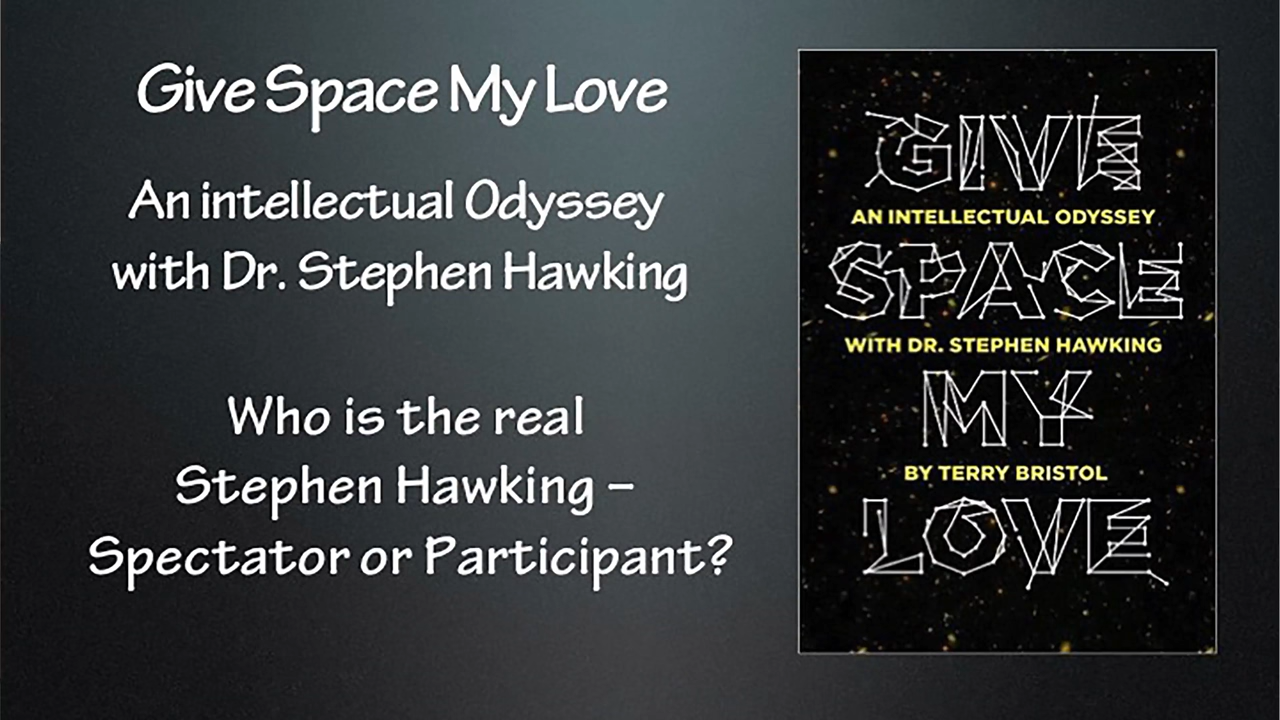 Give Space My Love
An intellectual Odyssey
with Dr. Stephen Hawking
Who is the real
Stephen Hawking –
Spectator or Participant?
GIVE
AN INTELLECTUAL ODYSSEY
SPACE
WITH DR. STEPHEN HAWKING
MY
BY TERRY BRISTOL
LOVE